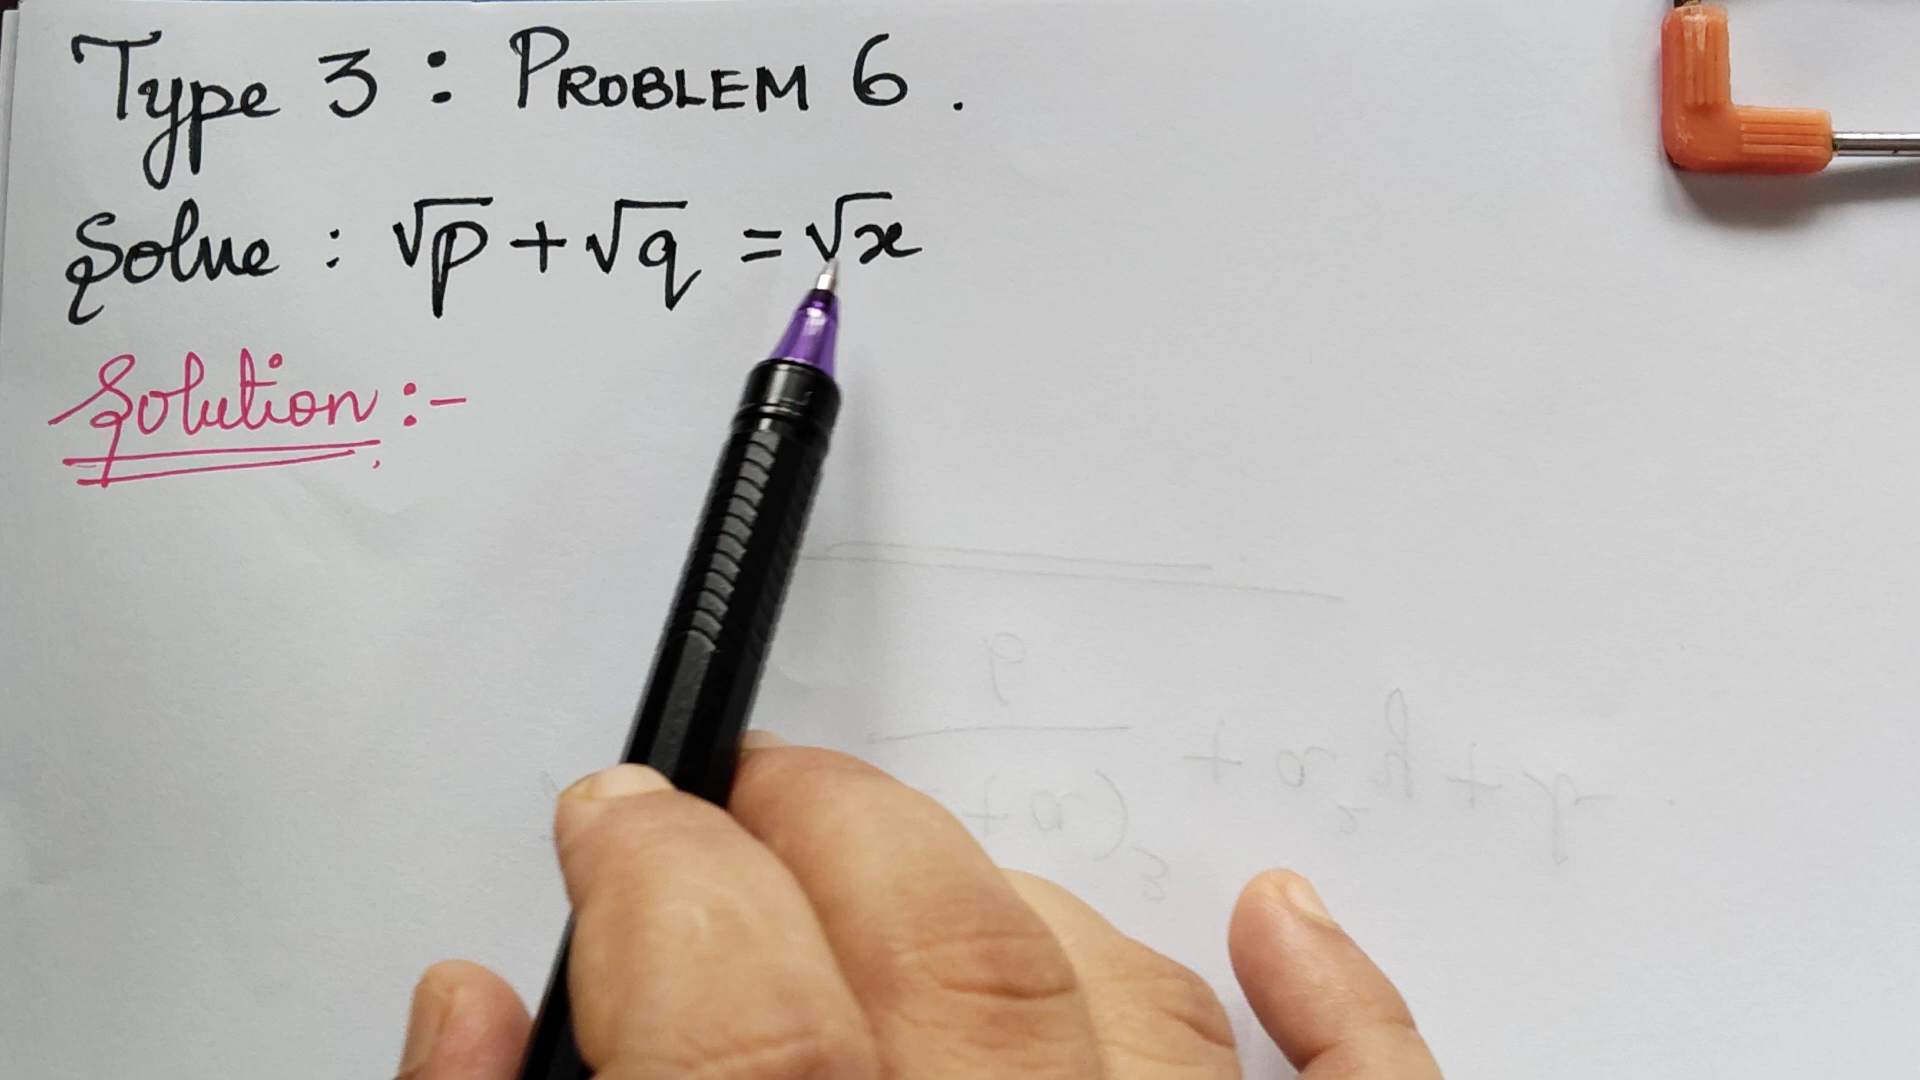 Type 3 : PROBLEM 6 .
Solve : √p + √q = √x
Solution :-